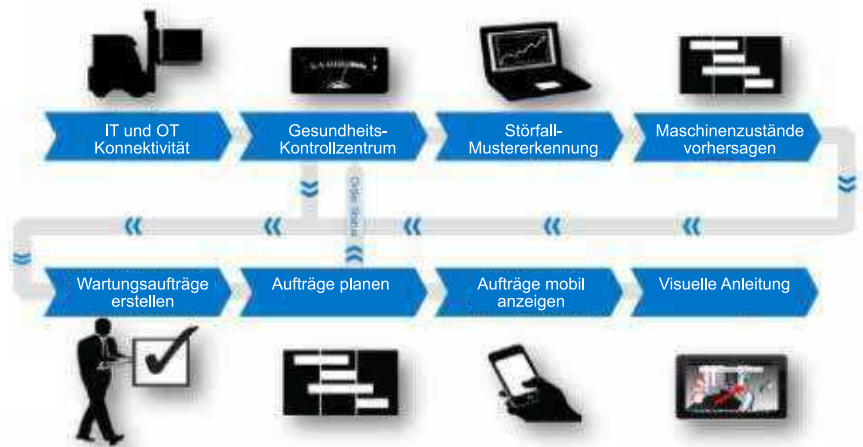 IT und OT
Konnektivität
Gesundheits-
Kontrollzentrum
Störfall-
Mustererkennung
Maschinenzustände
vorhersagen
Order Status
Wartungsaufträge
erstellen
Aufträge planen
Aufträge mobil
anzeigen
Visuelle Anleitung